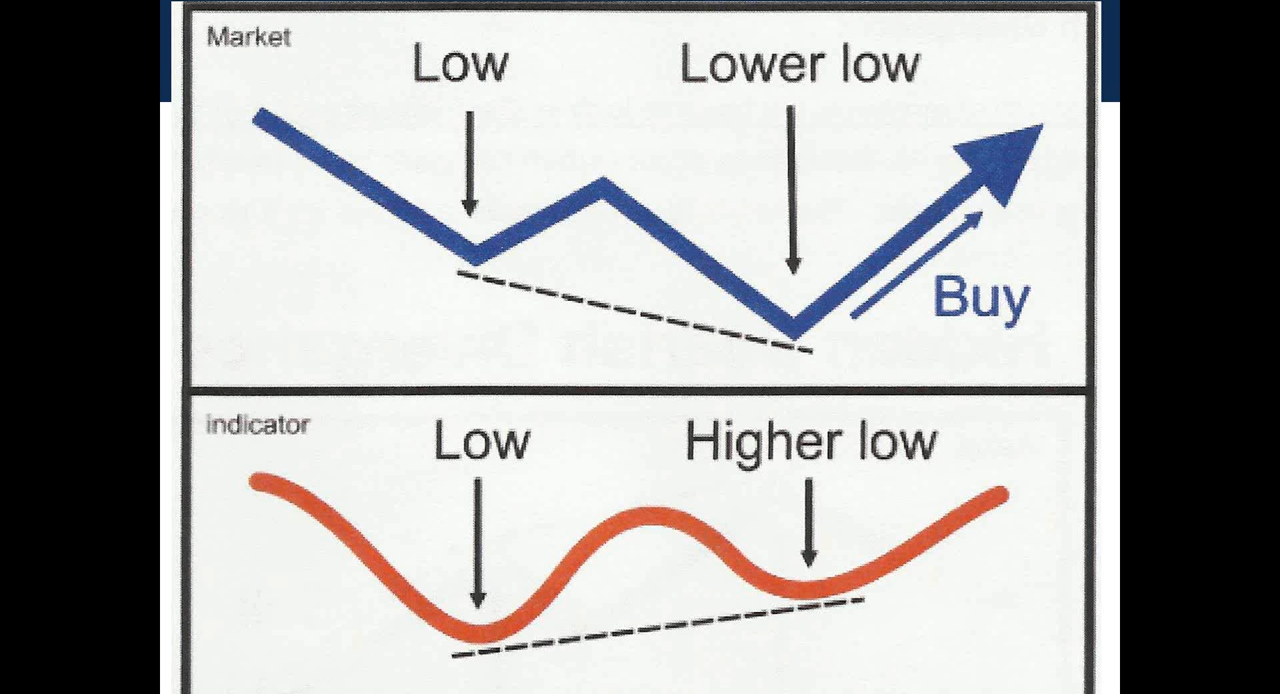 Market
Low
Lower low
Buy
indicator
Low
Higher low